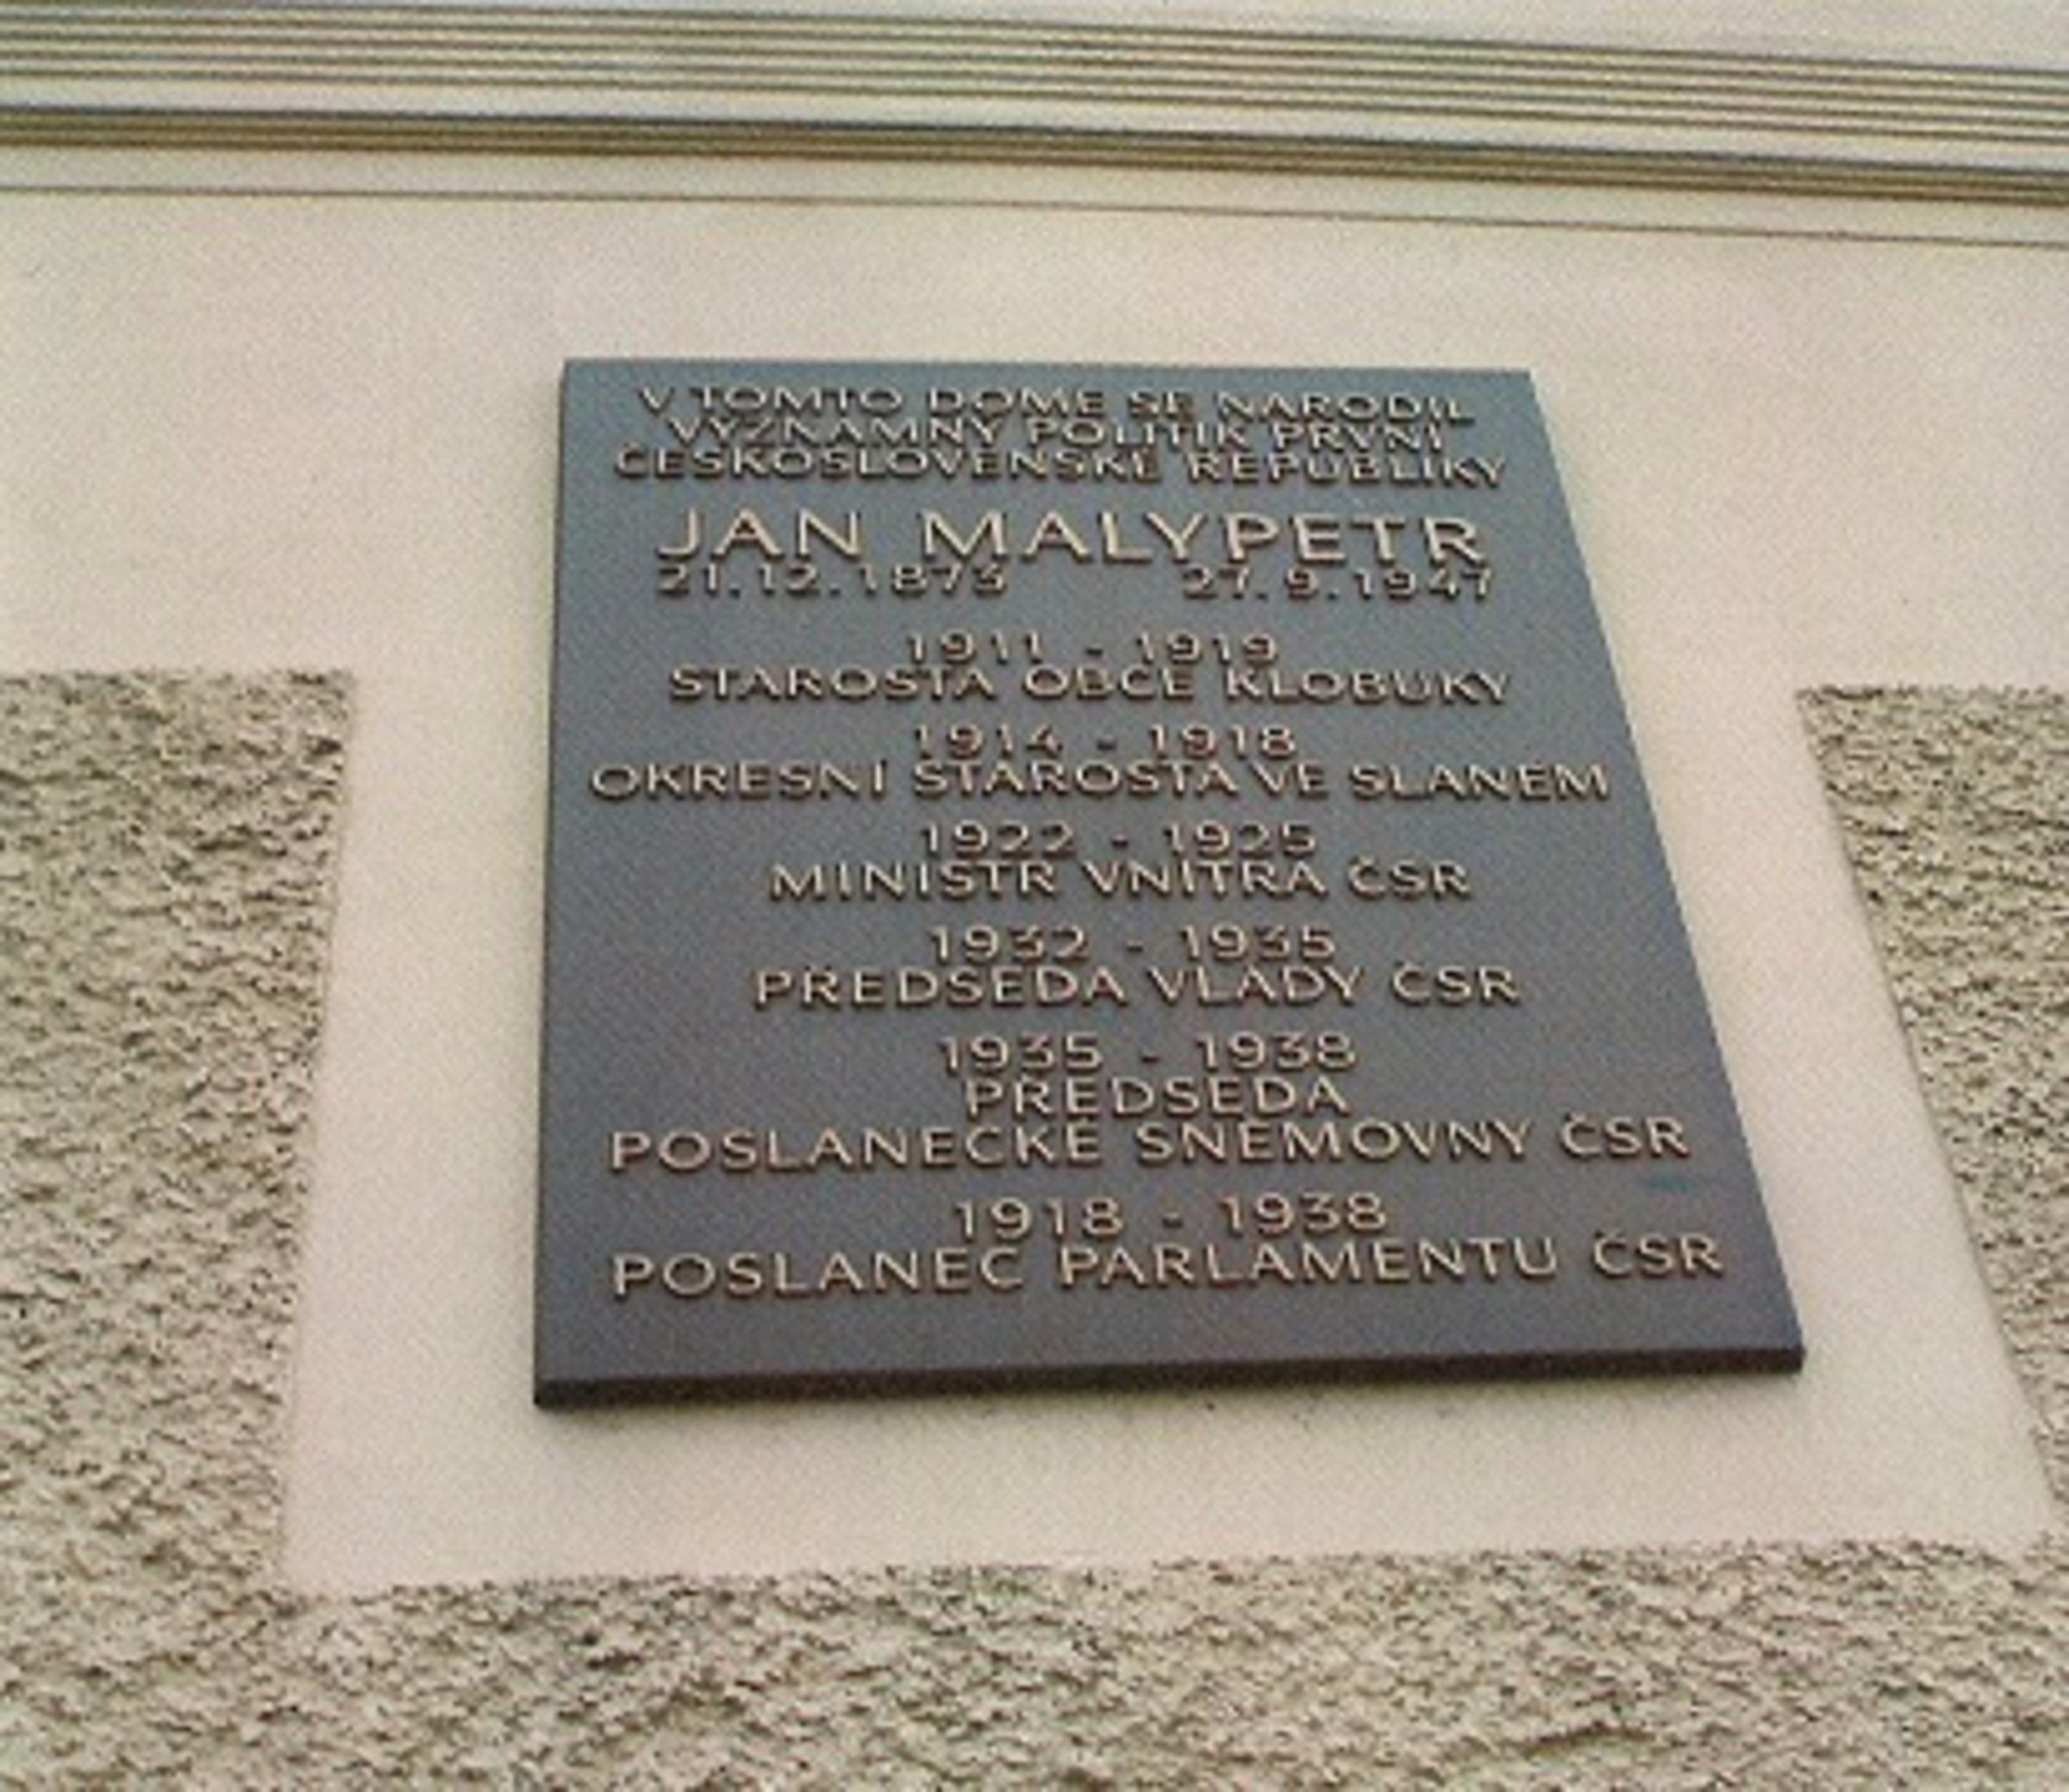 V TOMTO DOMĚ SE NARODIL
VÝZNAMNÝ POLITIK PRVNÍ
ČESKOSLOVENSKÉ REPUBLIKY
JAN MALYPETR
21.12.1873 27.9.1947
1911 - 1919
STAROSTA OBCE KLOBUKY
1914 - 1918
OKRESNÍ STAROSTA VE SLANÉM
1922 - 1925
MINISTR VNITRA ČSR
1932 - 1935
PŘEDSEDA VLÁDY ČSR
1935 - 1938
PŘEDSEDA
POSLANECKÉ SNĚMOVNY ČSR
1918 - 1938
POSLANEC PARLAMENTU ČSR